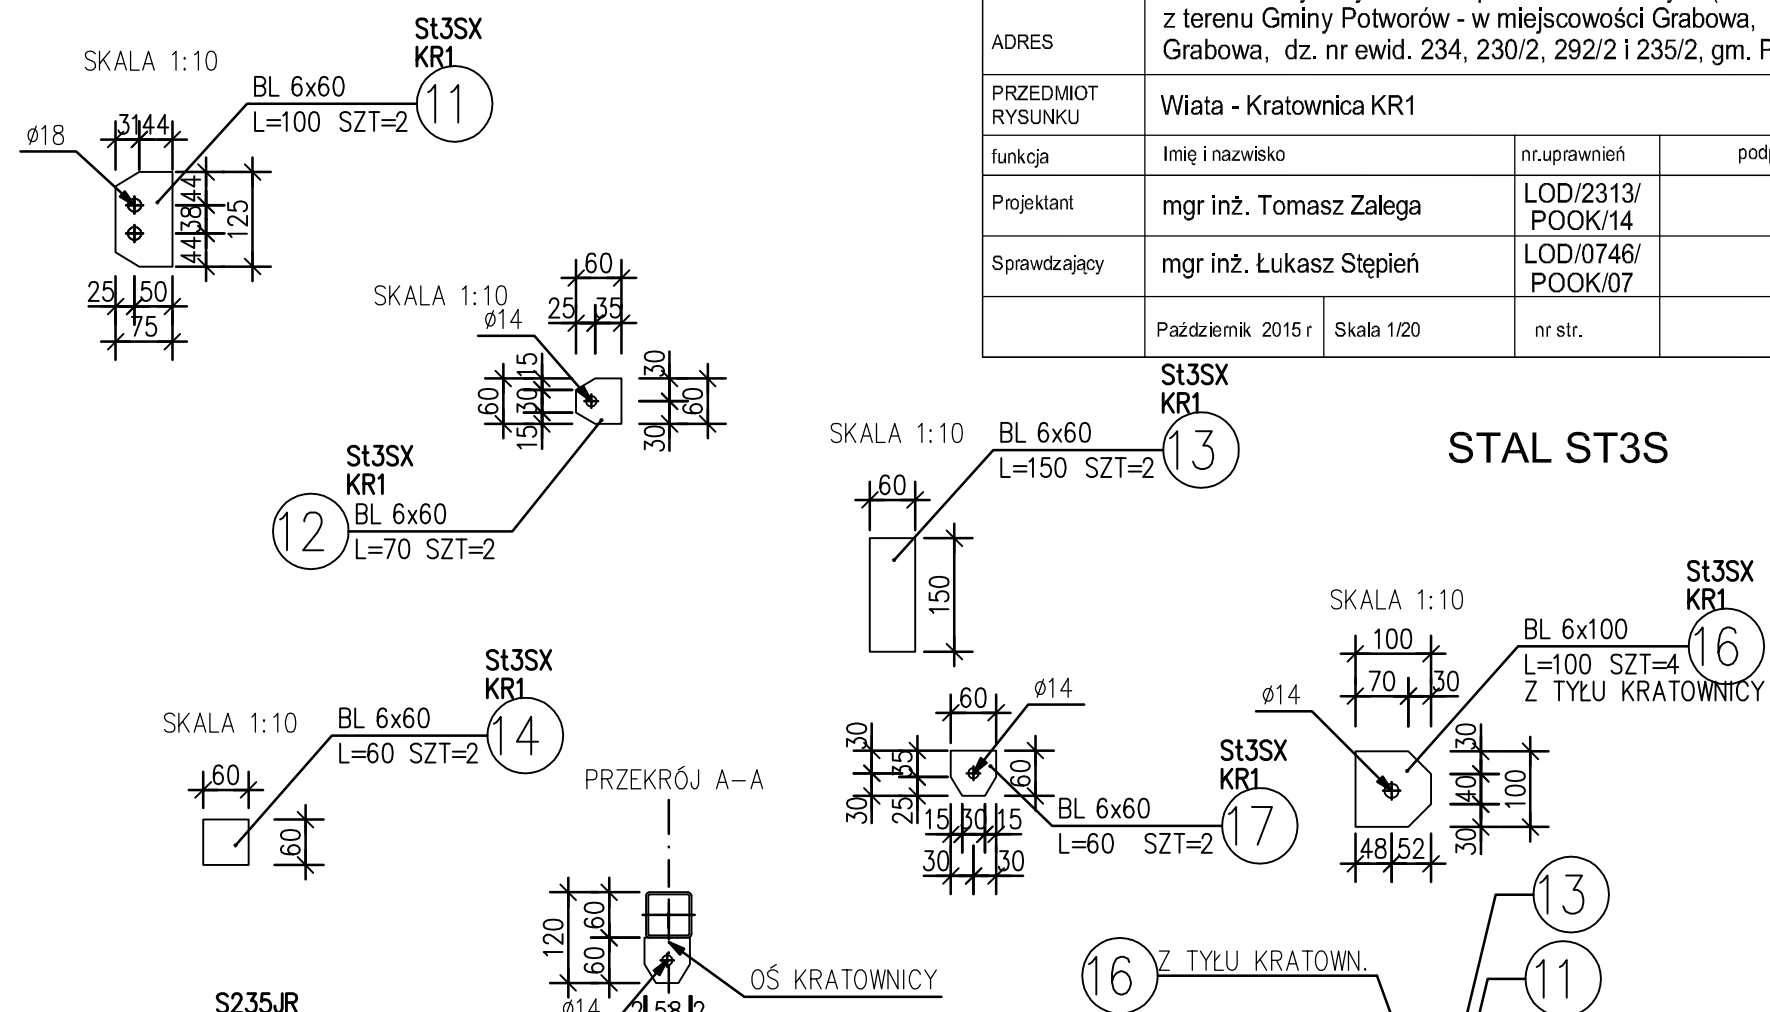 z terenu Gminy Potworów - w miejscowości Grabowa,
ADRES
Grabowa, dz. nr ewid. 234, 230/2, 292/2 i 235/2, gm. P
PRZEDMIOT
RYSUNKU
Wiata - Kratownica KR1
funkcja
Imię i nazwisko
nr.uprawnień
Projektant
mgr inż. Tomasz Zalega
LOD/2313/
POOK/14
Sprawdzający
mgr inż. Łukasz Stępień
LOD/0746/
POOK/07
Październik 2015 r
Skala 1/20
nr str.
STAL ST3S
SKALA 1:10
St3SX
KR1
11
BL 6x60
L=100 SZT=2
ø18
31 44
44
38
44
125
25 50
75
SKALA 1:10
ø14
60
25 35
15
30
15
60
30
30
60
St3SX
KR1
12
BL 6x60
L=70 SZT=2
SKALA 1:10
St3SX
KR1
13
BL 6x60
L=150 SZT=2
60
150
SKALA 1:10
St3SX
KR1
14
BL 6x60
L=60 SZT=2
60
60
SKALA 1:10
St3SX
KR1
16
BL 6x100
L=100 SZT=4
Z TYŁU KRATOWNICY
100
70 30
ø14
30
40
30
100
48 52
60
ø14
30
30
35
25
60
15 30 15
30 30
St3SX
KR1
17
BL 6x60
L=60 SZT=2
PRZEKRÓJ A-A
120
60
60
OŚ KRATOWNICY
ø14
2 58 2
S235JR
16
Z TYŁU KRATOWN.
13
11